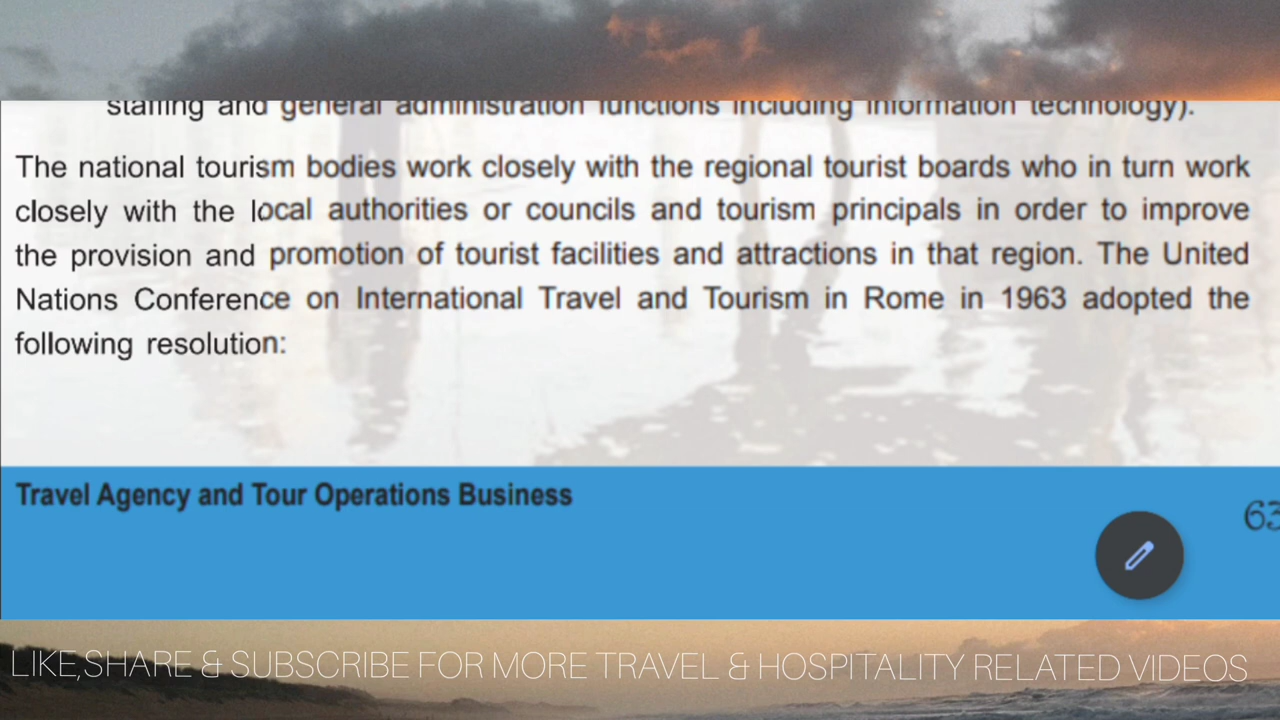 staffing and general administration functions including information technology).
The national tourism bodies work closely with the regional tourist boards who in turn work
closely with the local authorities or councils and tourism principals in order to improve
the provision and promotion of tourist facilities and attractions in that region. The United
Nations Conference on International Travel and Tourism in Rome in 1963 adopted the
following resolution:
Travel Agency and Tour Operations Business
63
LIKE,SHARE & SUBSCRIBE FOR MORE TRAVEL & HOSPITALITY RELATED VIDEOS